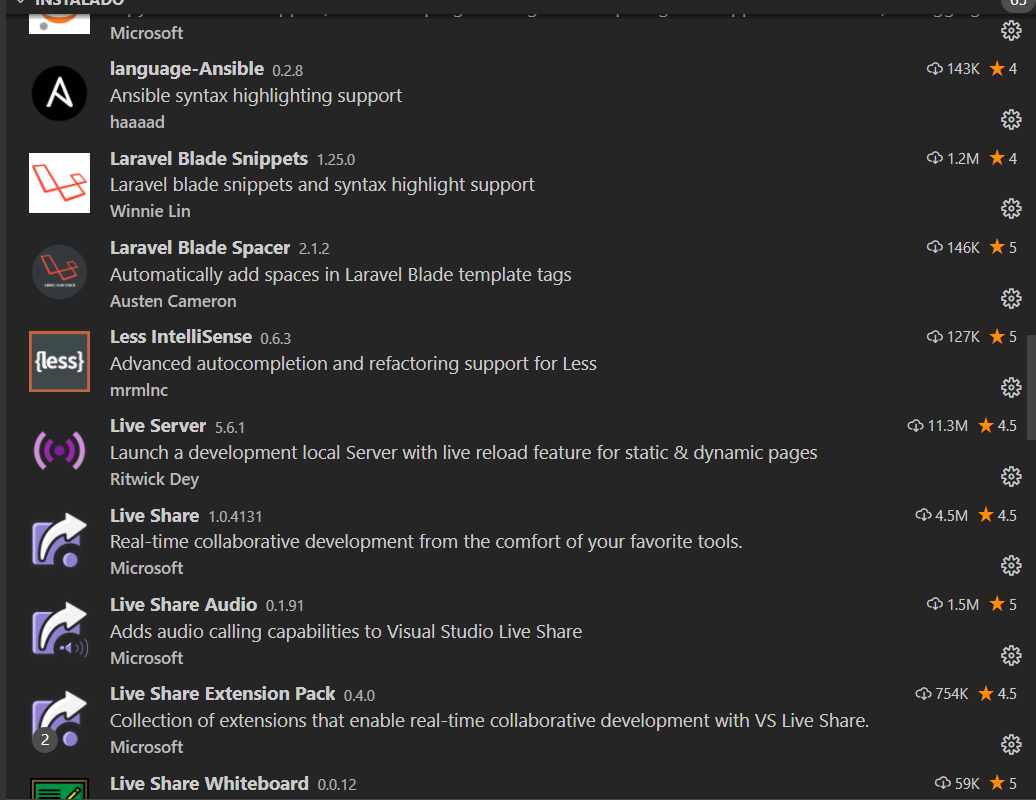 INSTALADO
65
Microsoft
language-Ansible 0.2.8 143K 4
Ansible syntax highlighting support
haaaad
Laravel Blade Snippets 1.25.0 1.2M 4
Laravel blade snippets and syntax highlight support
Winnie Lin
Laravel Blade Spacer 2.1.2 146K 5
Automatically add spaces in Laravel Blade template tags
Austen Cameron
{less}
Less IntelliSense 0.6.3 127K 5
Advanced autocompletion and refactoring support for Less
mrmlnc
Live Server 5.6.1 11.3M 4.5
Launch a development local Server with live reload feature for static & dynamic pages
Ritwick Dey
Live Share 1.0.4131 4.5M 4.5
Real-time collaborative development from the comfort of your favorite tools.
Microsoft
Live Share Audio 0.1.91 1.5M 5
Adds audio calling capabilities to Visual Studio Live Share
Microsoft
Live Share Extension Pack 0.4.0 754K 4.5
Collection of extensions that enable real-time collaborative development with VS Live Share.
2
Microsoft
Live Share Whiteboard 0.0.12 59K 5